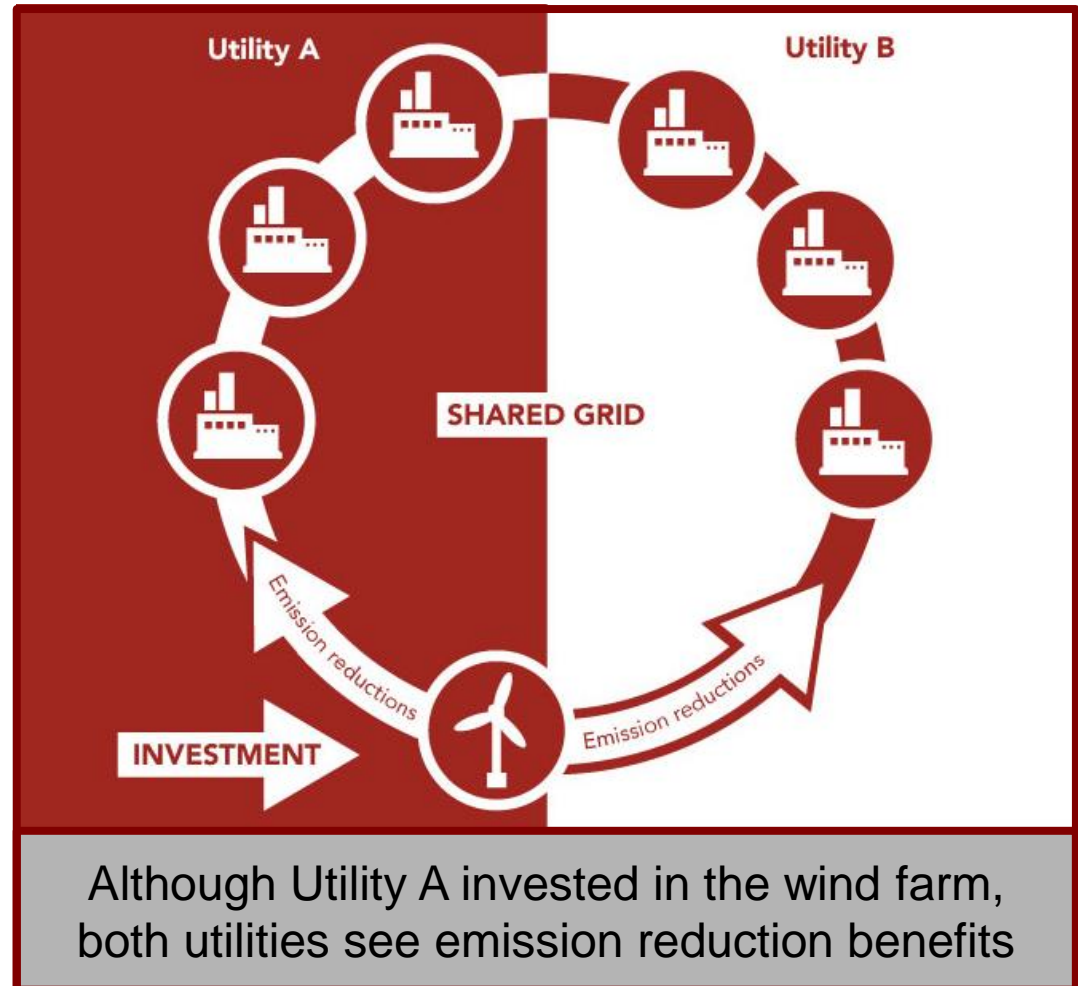 Utility A
Utility B
SHARED GRID
Emission reductions
Emission reductions
INVESTMENT
Although Utility A invested in the wind farm,
both utilities see emission reduction benefits